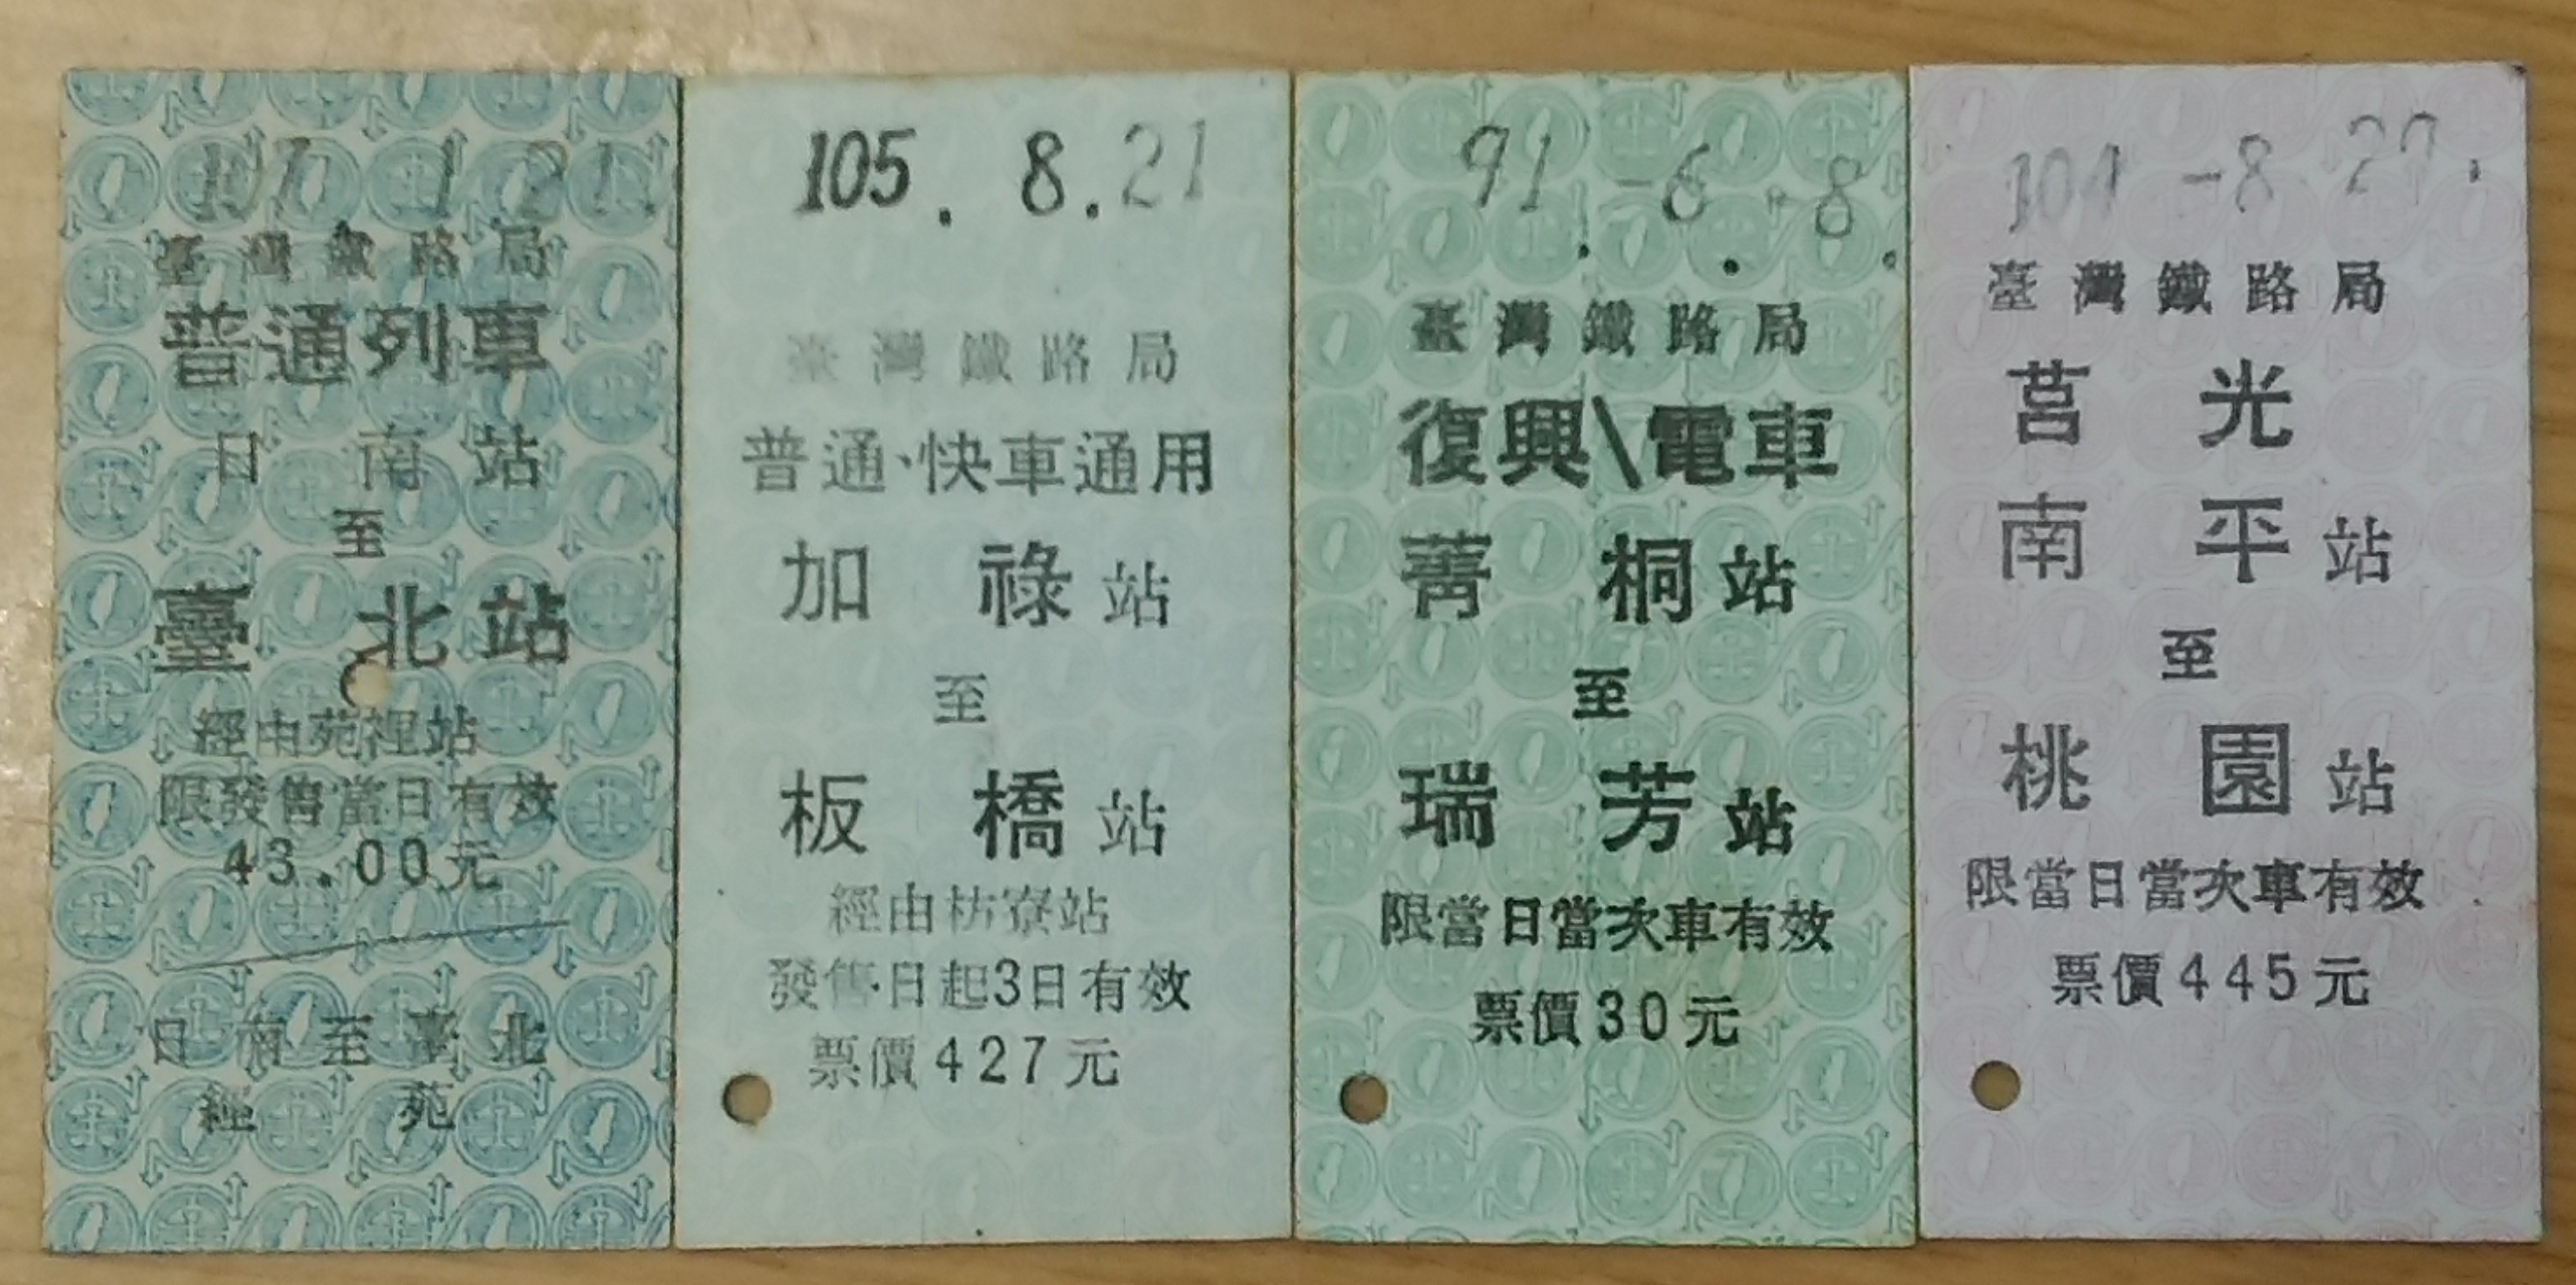 107. 1. 21.
臺灣鐵路局
普通列車
日南站
至
臺北站
經由苑裡站
限發售當日有效
43.00元
日南至臺北
經 苑
105. 8. 21
臺灣鐵路局
普通、快車通用
加祿站
至
板橋站
經由枋寮站
發售日起3日有效
票價427元
91. -6. -8.
臺灣鐵路局
復興\電車
菁桐站
至
瑞芳站
限當日當次車有效
票價30元
-8 27.
臺灣鐵路局
莒光
南平站
至
桃園站
限當日當次車有效
票價445元